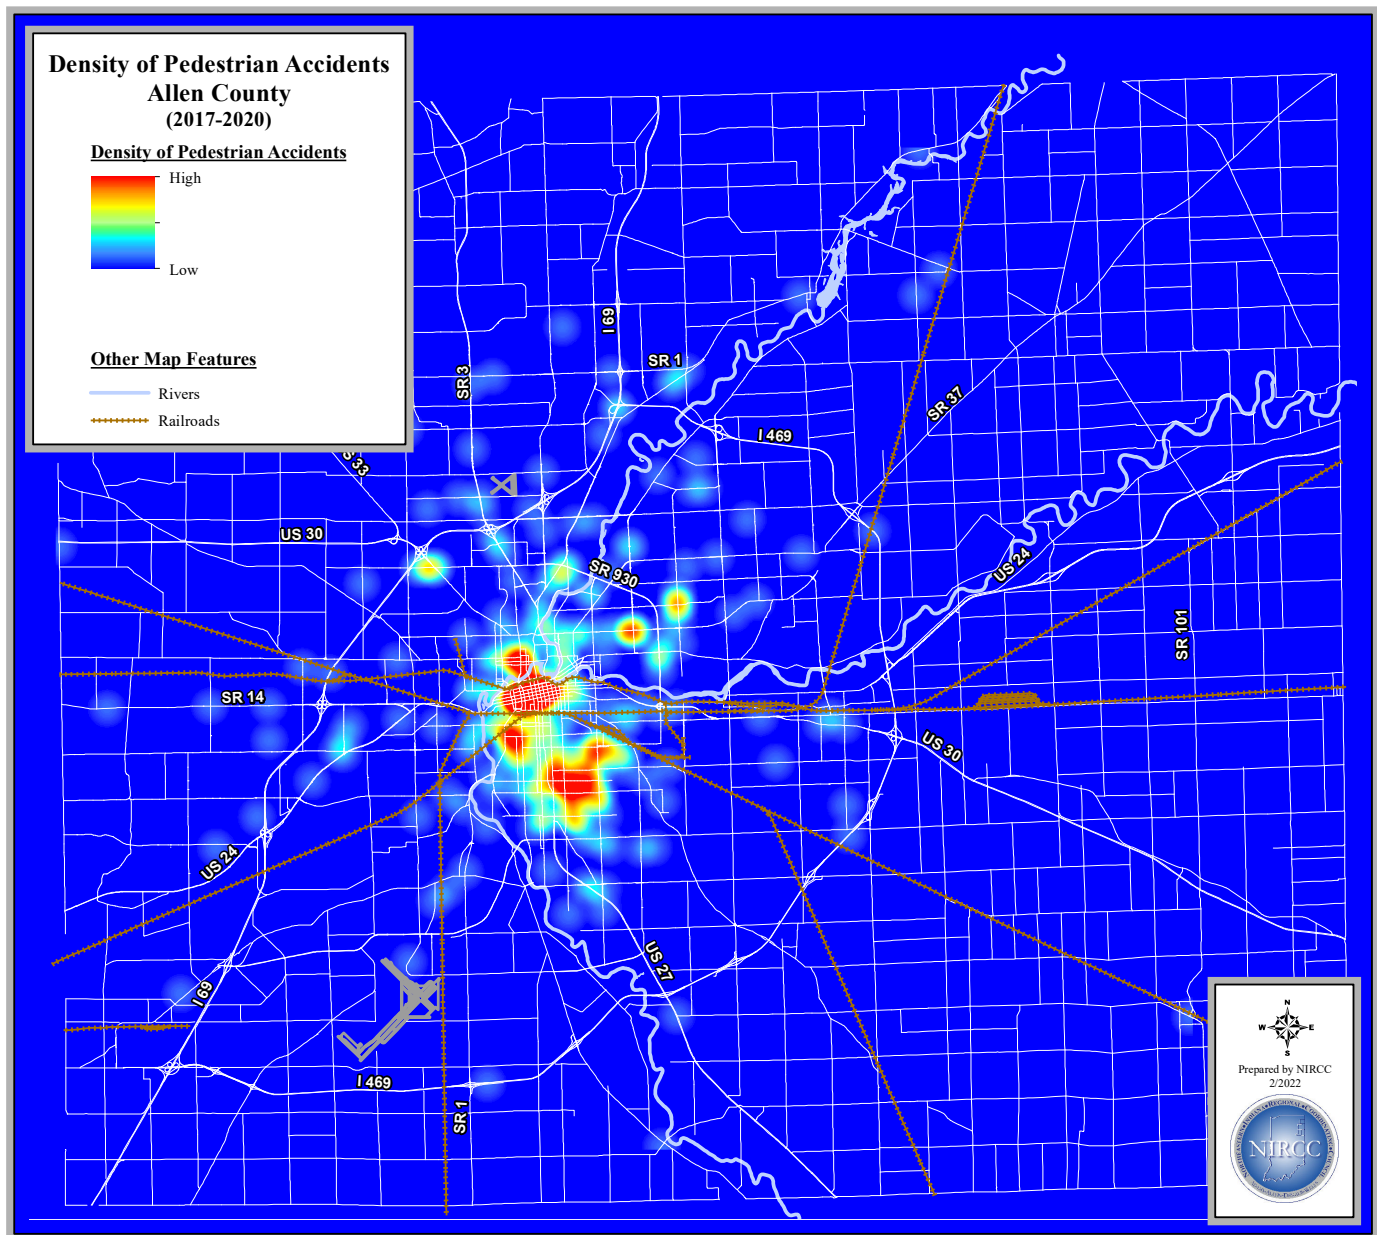 Density of Pedestrian Accidents
Allen County
(2017-2020)
Density of Pedestrian Accidents
High
Low
Other Map Features
Rivers
Railroads
I 69
SR 1
SR 3
SR 37
I 469
S 33
US 30
SR 930
US 24
SR 101
SR 14
US 30
US 24
US 27
I 69
I 469
SR 1
N
W E
S
Prepared by NIRCC
2/2022
NIRCC